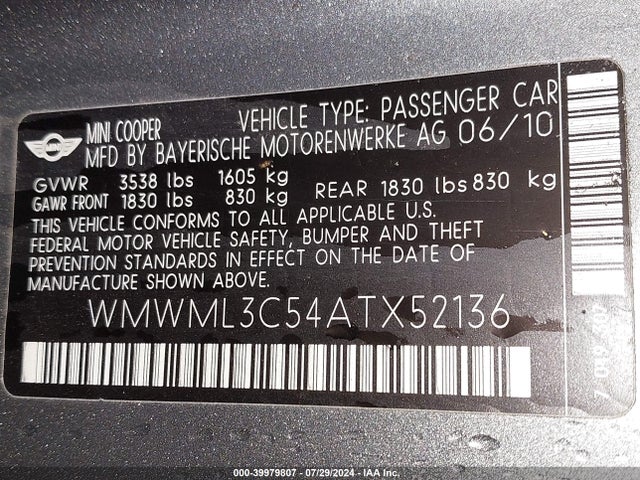 MINI COOPER VEHICLE TYPE: PASSENGER CAR
MFD BY BAYERISCHE MOTORENWERKE AG 06/10
GVWR 3538 lbs 1605 kg
GAWR FRONT 1830 lbs 830 kg REAR 1830 lbs 830 kg
THIS VEHICLE CONFORMS TO ALL APPLICABLE U.S.
FEDERAL MOTOR VEHICLE SAFETY, BUMPER AND THEFT
PREVENTION STANDARDS IN EFFECT ON THE DATE OF
MANUFACTURE SHOWN ABOVE.
WMWML3C54ATX52136
000-39979807 - 07/29/2024 - IAA Inc.